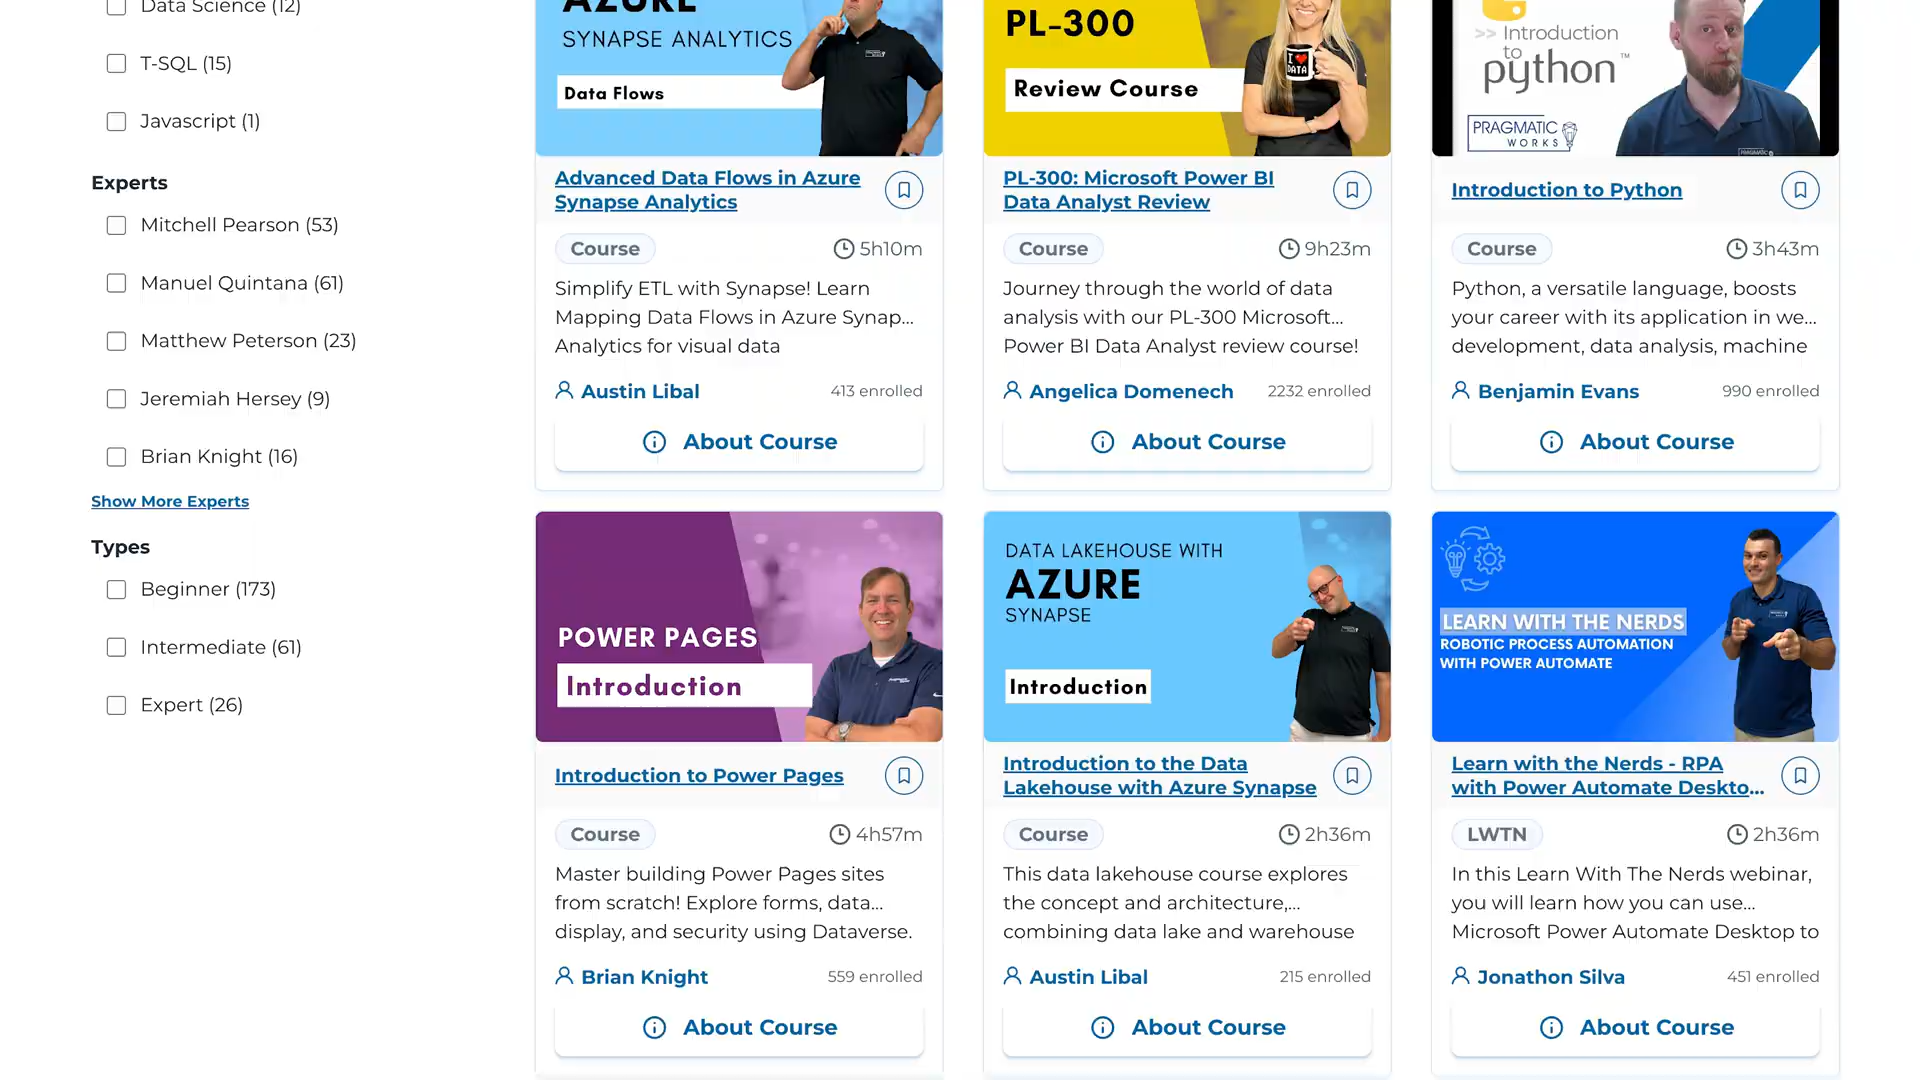 Data Science (12)
T-SQL (15)
Javascript (1)
Experts
Mitchell Pearson (53)
Manuel Quintana (61)
Matthew Peterson (23)
Jeremiah Hersey (9)
Brian Knight (16)
Show More Experts
Types
Beginner (173)
Intermediate (61)
Expert (26)
AZURE
SYNAPSE ANALYTICS
Data Flows
Advanced Data Flows in Azure
Synapse Analytics
Course
5h10m
Simplify ETL with Synapse! Learn
Mapping Data Flows in Azure Synap...
Analytics for visual data
Austin Libal
413 enrolled
About Course
PL-300
Review Course
I ❤ DATA
PL-300: Microsoft Power BI
Data Analyst Review
Course
9h23m
Journey through the world of data
analysis with our PL-300 Microsoft...
Power BI Data Analyst review course!
Angelica Domenech
2232 enrolled
About Course
>> Introduction
to
python™
PRAGMATIC
WORKS
Introduction to Python
Course
3h43m
Python, a versatile language, boosts
your career with its application in we...
development, data analysis, machine
Benjamin Evans
990 enrolled
About Course
POWER PAGES
Introduction
Introduction to Power Pages
Course
4h57m
Master building Power Pages sites
from scratch! Explore forms, data...
display, and security using Dataverse.
Brian Knight
559 enrolled
About Course
DATA LAKEHOUSE WITH
AZURE
SYNAPSE
Introduction
Introduction to the Data
Lakehouse with Azure Synapse
Course
2h36m
This data lakehouse course explores
the concept and architecture,...
combining data lake and warehouse
Austin Libal
215 enrolled
About Course
LEARN WITH THE NERDS
ROBOTIC PROCESS AUTOMATION
WITH POWER AUTOMATE
Learn with the Nerds - RPA
with Power Automate Deskto...
LWTN
2h36m
In this Learn With The Nerds webinar,
you will learn how you can use...
Microsoft Power Automate Desktop to
Jonathon Silva
451 enrolled
About Course